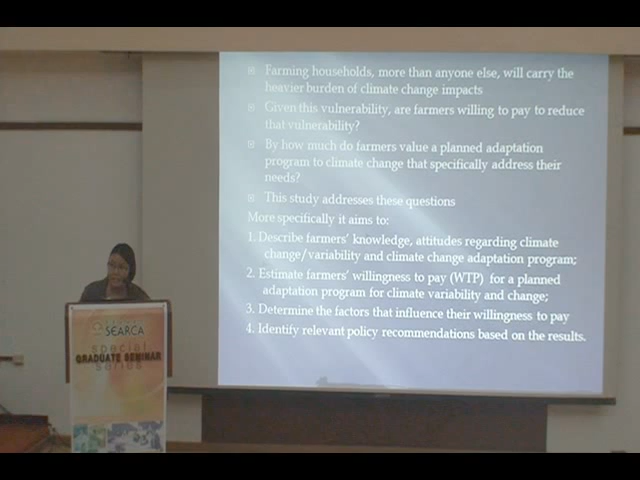 Farming households, more than anyone else, will carry the
heavier burden of climate change impacts
Given this vulnerability, are farmers willing to pay to reduce
that vulnerability?
By how much do farmers value a planned adaptation
program to climate change that specifically address their
needs?
This study addresses these questions
More specifically it aims to:
1. Describe farmers' knowledge, attitudes regarding climate
change/variability and climate change adaptation program;
2. Estimate farmers' willingness to pay (WTP) for a planned
adaptation program for climate variability and change;
3. Determine the factors that influence their willingness to pay
4. Identify relevant policy recommendations based on the results.
SEARCA
special
GRADUATE SEMINAR
series